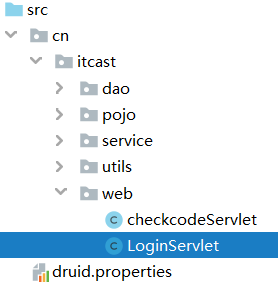 src
cn
itcast
dao
pojo
service
utils
web
checkcodeServlet
LoginServlet
druid.properties